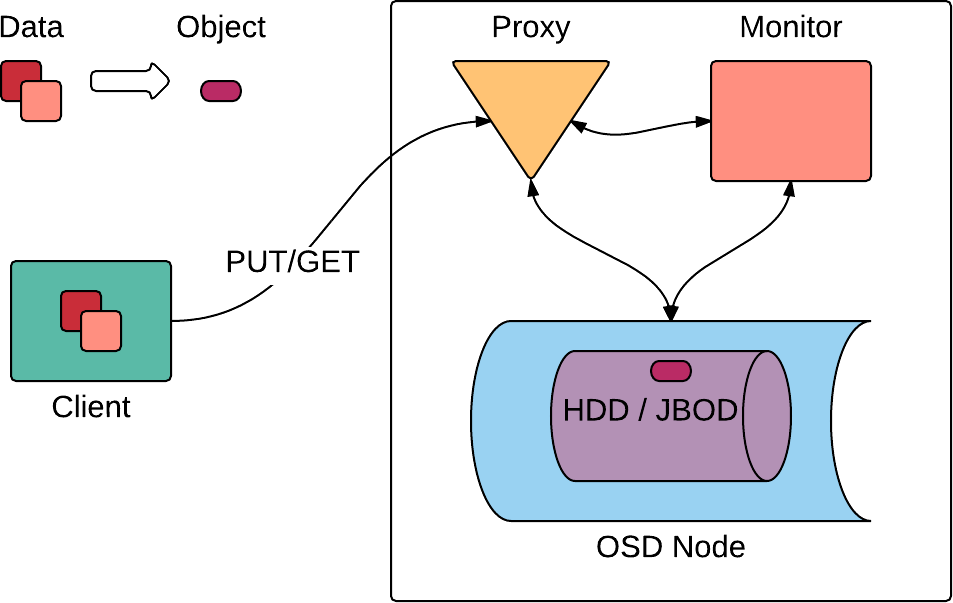 Data
Object
Proxy
Monitor
PUT/GET
Client
HDD / JBOD
OSD Node